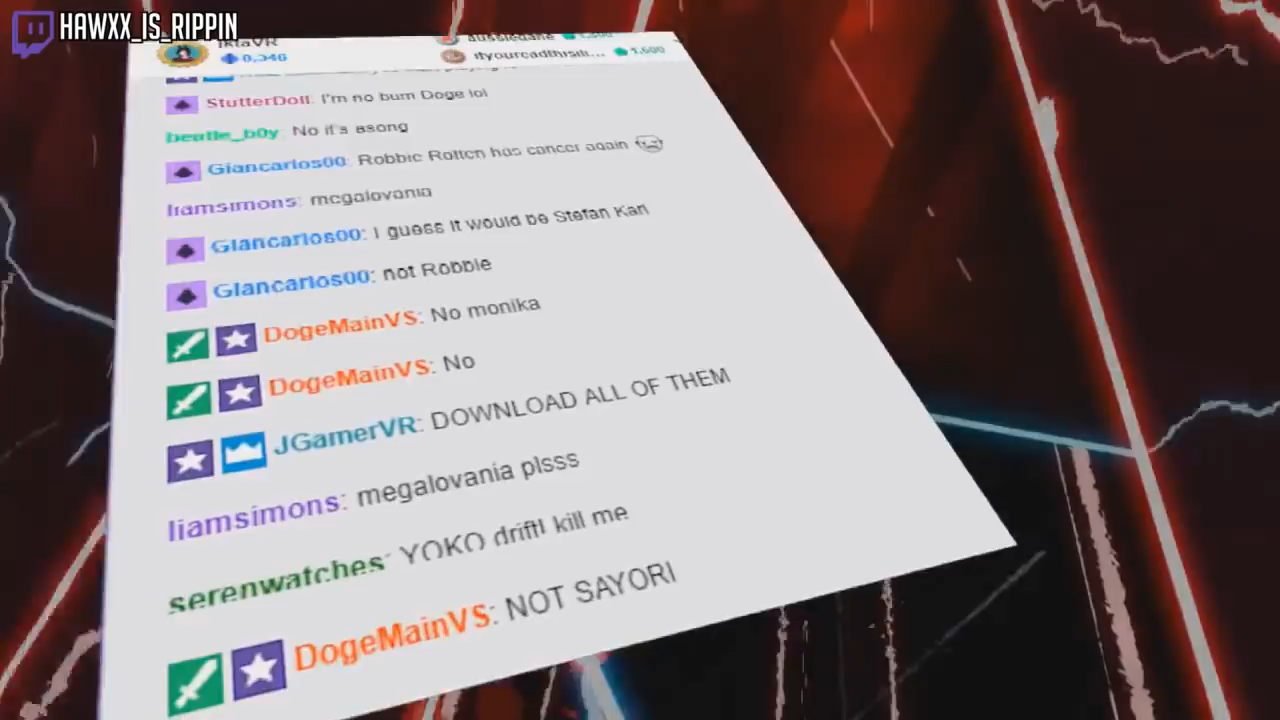 HAWXX_IS_RIPPIN
StutterDoll: I'm no bum Doge lol
beatle_b0y: No it's asong
Giancarlos00: Robbie Rotten has cancer again
liamsimons: megalovania
Giancarlos00: I guess it would be Stefan Karl
Giancarlos00: not Robbie
DogeMainVS: No monika
DogeMainVS: No
JGamerVR: DOWNLOAD ALL OF THEM
liamsimons: megalovania plsss
serenwatches: YOKO drift! kill me
DogeMainVS: NOT SAYORI